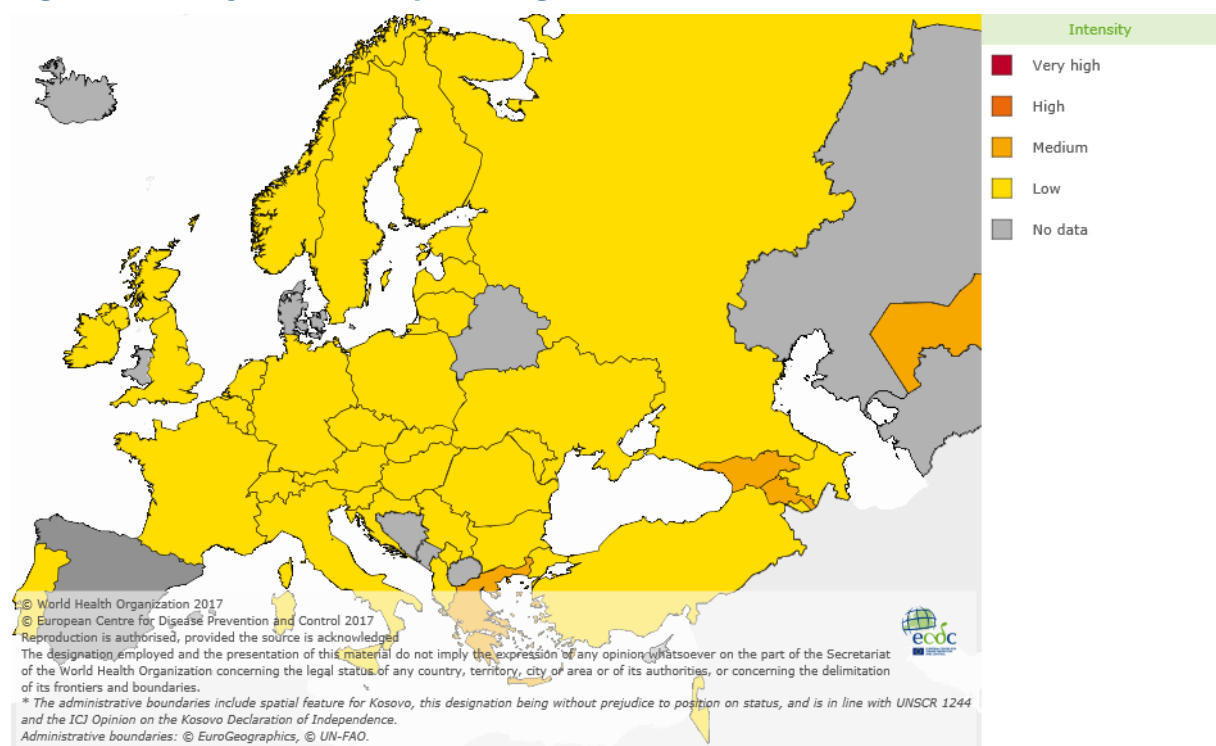 Intensity
Very high
High
Medium
Low
No data
© World Health Organization 2017
© European Centre for Disease Prevention and Control 2017
Reproduction is authorised, provided the source is acknowledged
The designation employed and the presentation of this material do not imply the expression of any opinion whatsoever on the part of the Secretariat
of the World Health Organization concerning the legal status of any country, territory, city or area or of its authorities, or concerning the delimitation
of its frontiers and boundaries.
* The administrative boundaries include spatial feature for Kosovo, this designation being without prejudice to position on status, and is in line with UNSCR 1244
and the ICJ Opinion on the Kosovo Declaration of Independence.
Administrative boundaries: © EuroGeographics, © UN-FAO.
ecdc